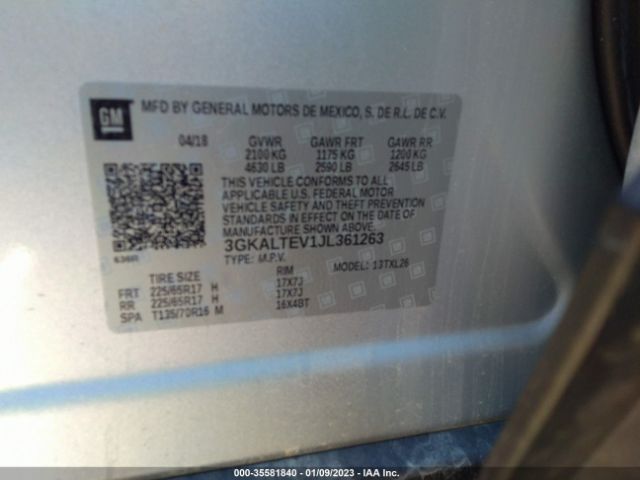 GM
MFD BY GENERAL MOTORS DE MEXICO, S. DE R.L. DE C.V.
04/18 GVWR GAWR FRT GAWR RR
2100 KG 1175 KG 1200 KG
4630 LB 2590 LB 2645 LB
THIS VEHICLE CONFORMS TO ALL
APPLICABLE U.S. FEDERAL MOTOR
VEHICLE SAFETY AND THEFT PREVENTION
STANDARDS IN EFFECT ON THE DATE OF
MANUFACTURE SHOWN ABOVE.
3GKALTEV1JL361263
TYPE: M.P.V. MODEL: 13TXL26
TIRE SIZE RIM
FRT 225/65R17 H 17X7J
RR 225/65R17 H 17X7J
SPA T135/70R16 M 16X4BT
000-35581840 - 01/09/2023 - IAA Inc.